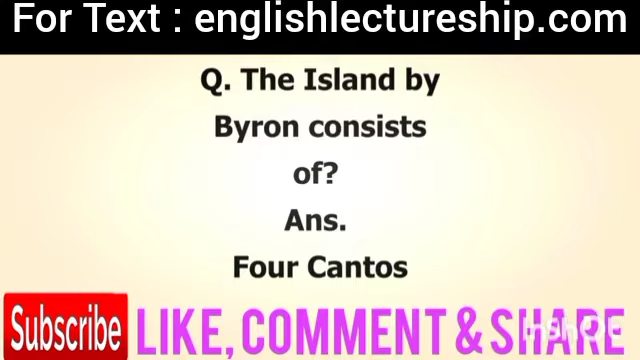 For Text : englishlectureship.com
Q. The Island by
Byron consists
of?
Ans.
Four Cantos
Subscribe
LIKE, COMMENT & SHARE